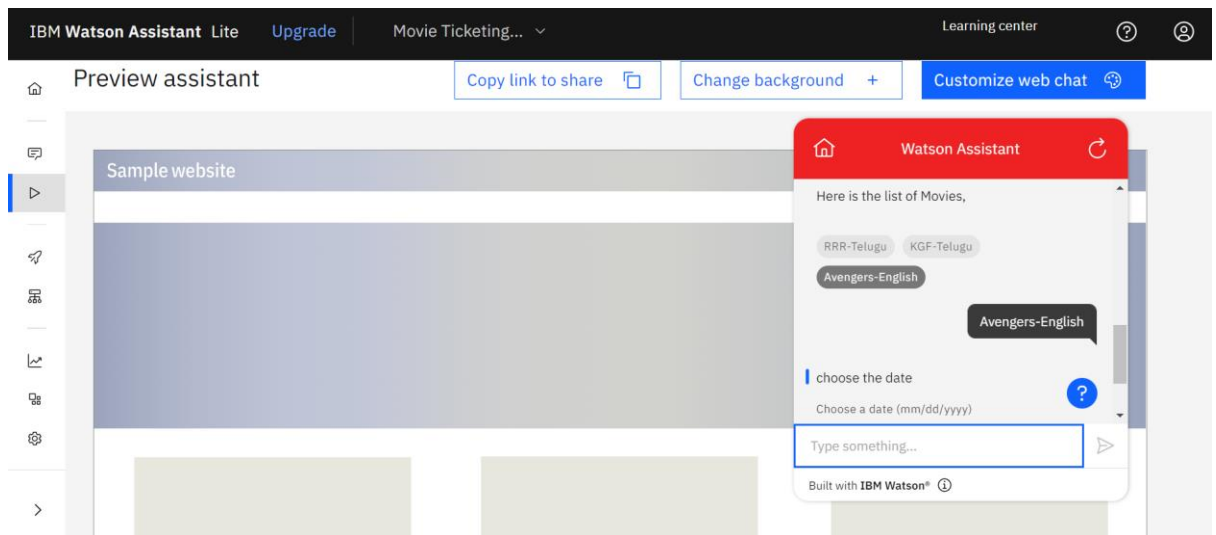 IBM Watson Assistant Lite Upgrade Movie Ticketing... Learning center
Preview assistant Copy link to share Change background + Customize web chat
Sample website
Watson Assistant
Here is the list of Movies,
RRR-Telugu KGF-Telugu
Avengers-English
Avengers-English
choose the date
Choose a date (mm/dd/yyyy)
Type something...
Built with IBM Watson®